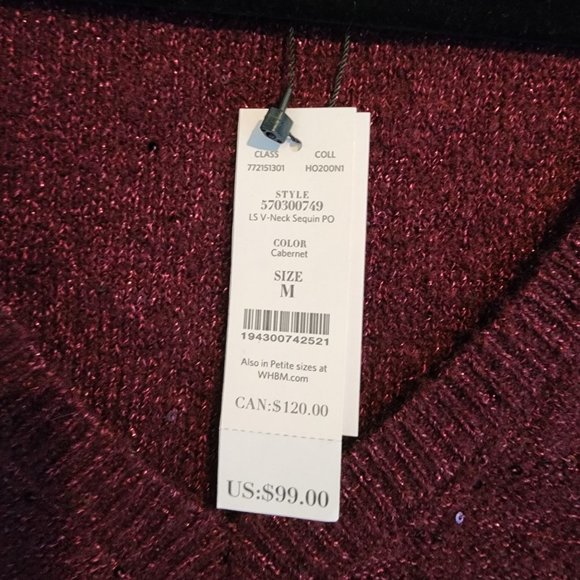 CLASS COLL
772151301 HO200N1
STYLE
570300749
LS V-Neck Sequin PO
COLOR
Cabernet
SIZE
M
194300742521
Also in Petite sizes at
WHBM.com
CAN:$120.00
US:$99.00